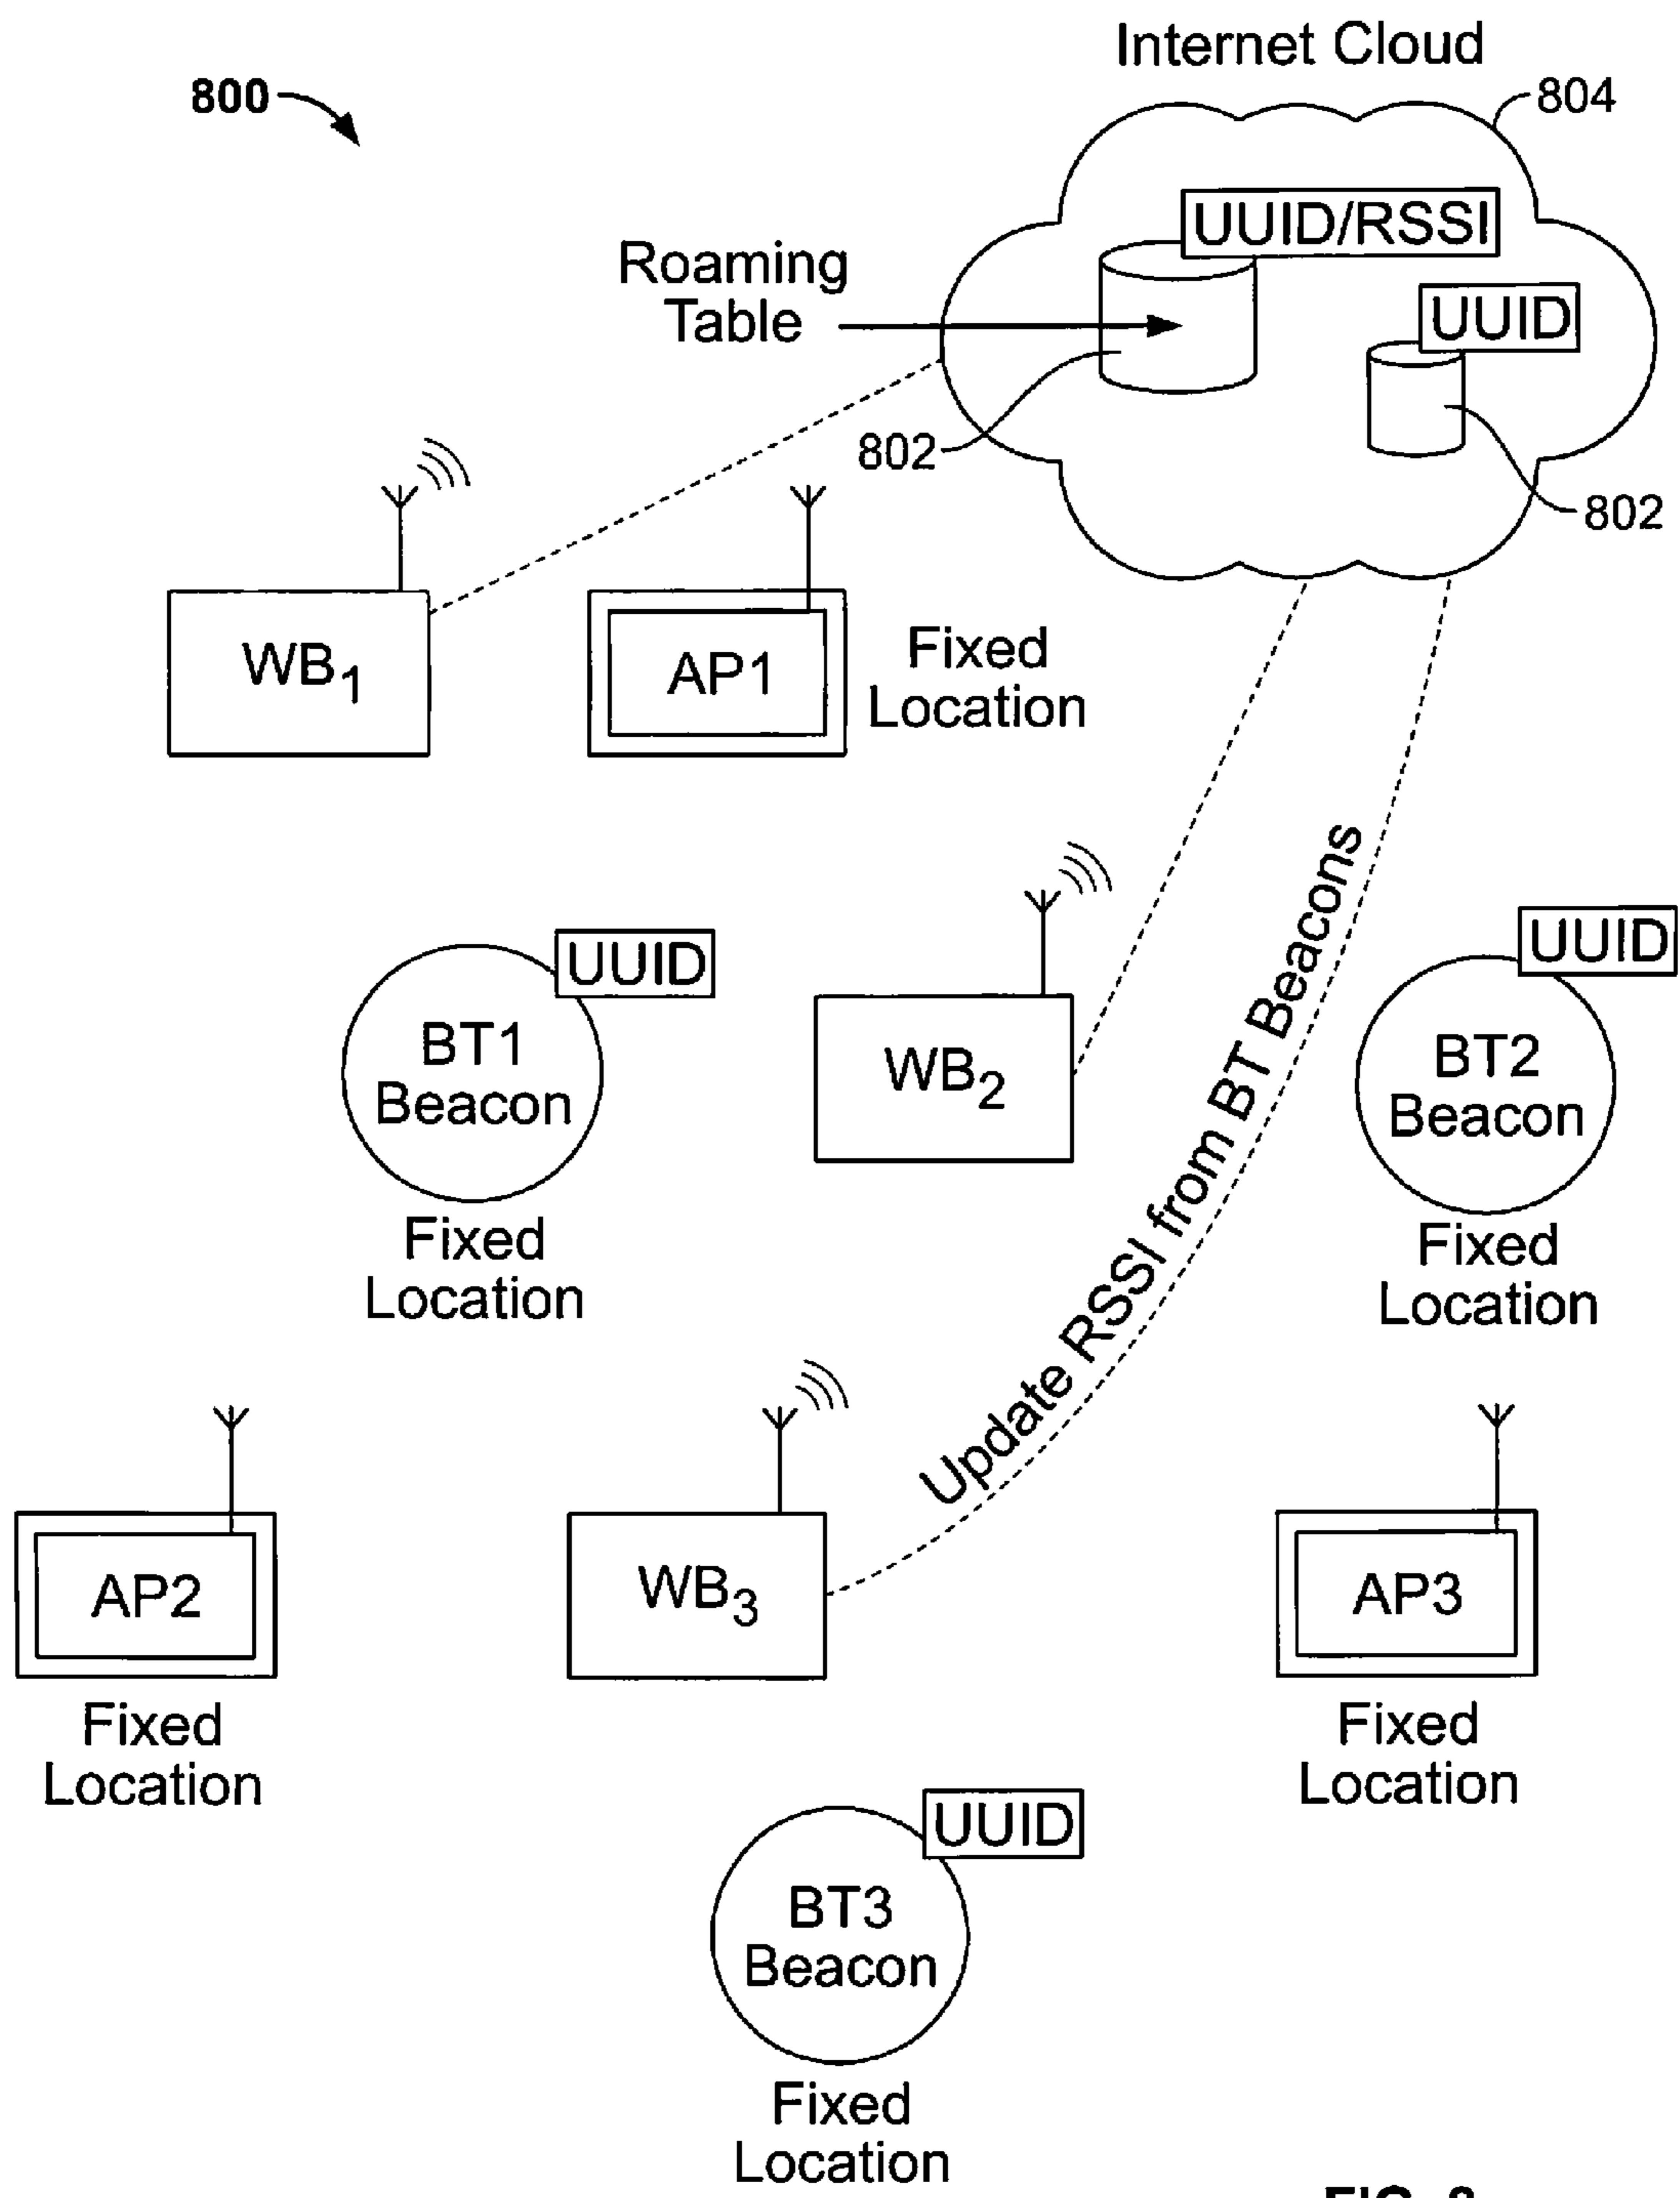 Internet Cloud
800
804
UUID/RSSI
Roaming
Table
UUID
802
802
WB1
AP1
Fixed
Location
UUID
BT1
Beacon
Fixed
Location
WB2
Update RSSI from BT Beacons
UUID
BT2
Beacon
Fixed
Location
AP2
Fixed
Location
WB3
AP3
Fixed
Location
UUID
BT3
Beacon
Fixed
Location